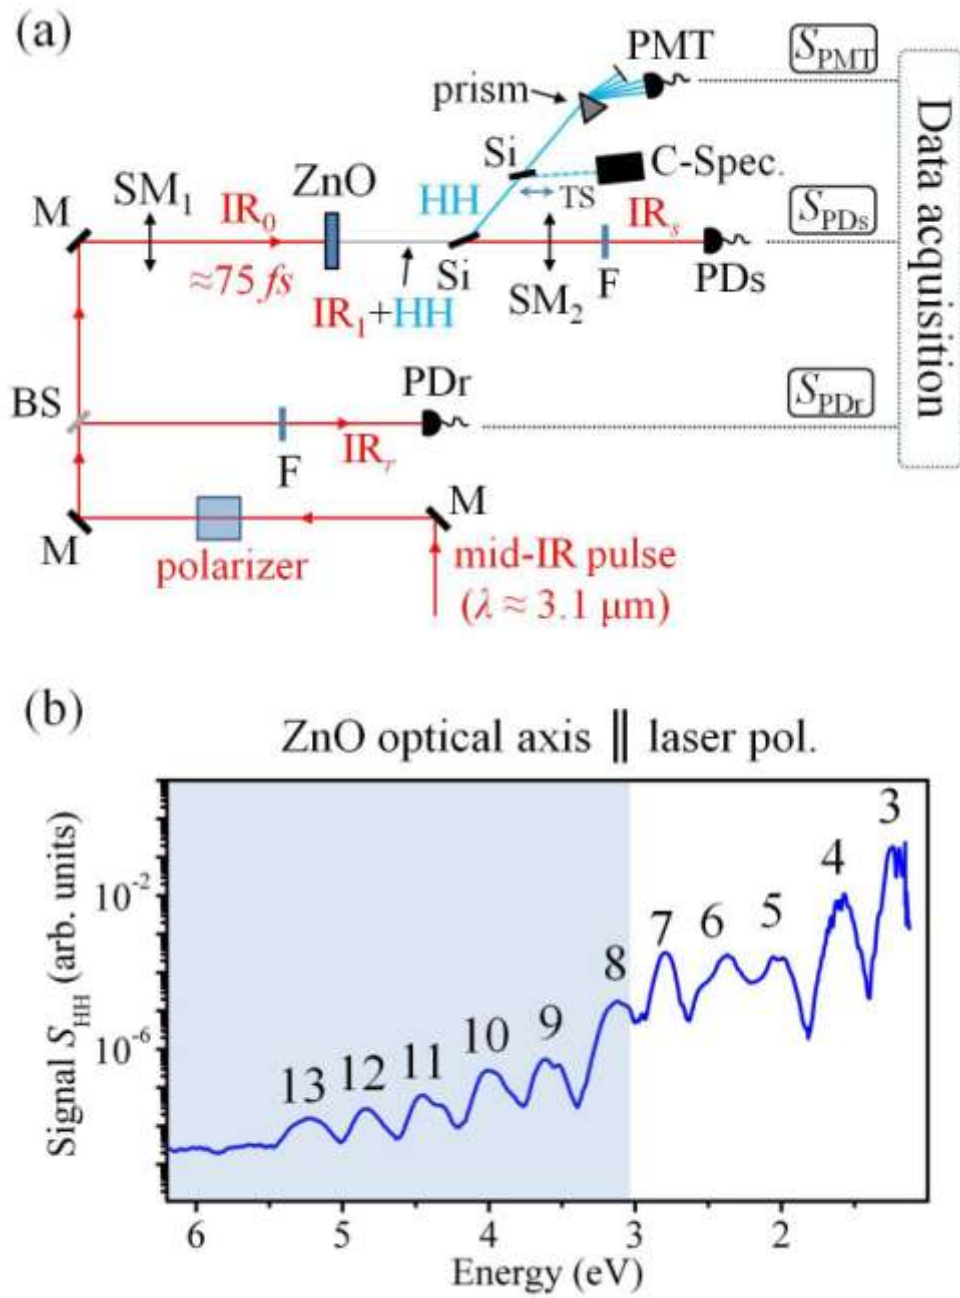 (a)
PMT
S_PMT
prism
Si
C-Spec.
TS
M
SM₁
IR₀
ZnO
HH
IRₛ
S_PDs
≈75 fs
Si
SM₂
F
PDs
IR₁+HH
Data acquisition
BS
PDr
S_PDr
F
IRᵣ
M
M
polarizer
mid-IR pulse
(λ ≈ 3.1 μm)
(b)
ZnO optical axis || laser pol.
Signal S_HH (arb. units)
10⁻²
10⁻⁶
13 12 11 10 9 8 7 6 5 4 3
6 5 4 3 2
Energy (eV)